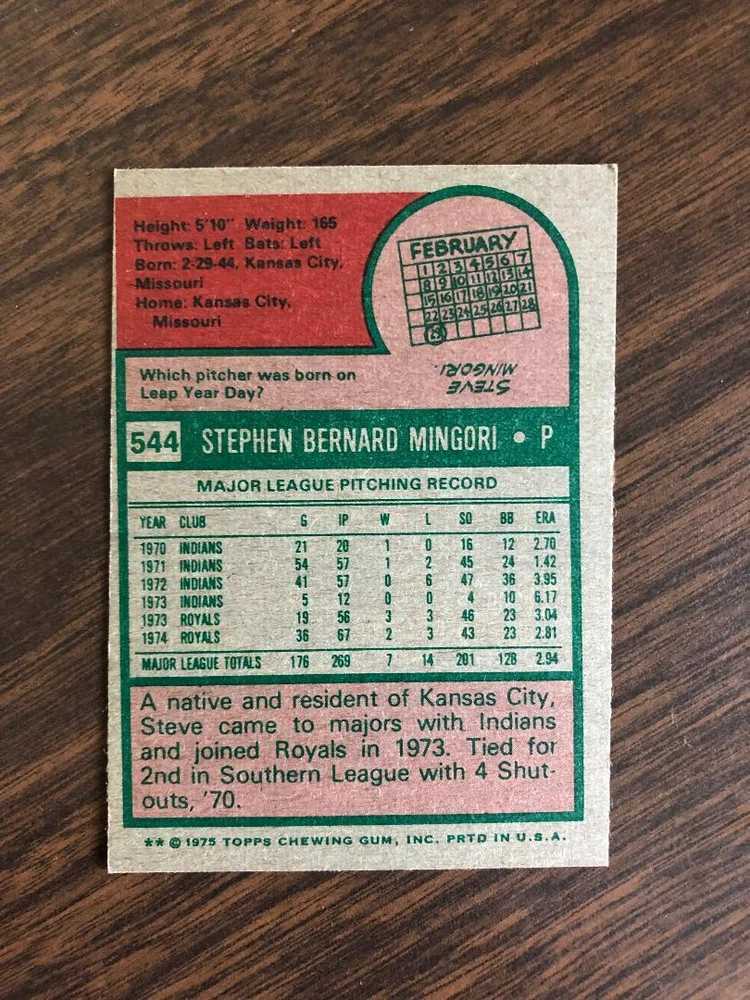 Height: 5'10" Weight: 165
Throws: Left Bats: Left
Born: 2-29-44, Kansas City,
Missouri
Home: Kansas City,
Missouri
FEBRUARY
1 2 3 4 5 6 7
8 9 10 11 12 13 14
15 16 17 18 19 20 21
22 23 24 25 26 27 28
29
Which pitcher was born on
Leap Year Day?
STEVE
MINGORI.
544 STEPHEN BERNARD MINGORI • P
MAJOR LEAGUE PITCHING RECORD
YEAR CLUB G IP W L SO BB ERA
1970 INDIANS 21 20 1 0 16 12 2.70
1971 INDIANS 54 57 1 2 45 24 1.42
1972 INDIANS 41 57 0 6 47 36 3.95
1973 INDIANS 5 12 0 0 4 10 6.17
1973 ROYALS 19 56 3 3 46 23 3.04
1974 ROYALS 36 67 2 3 43 23 2.81
MAJOR LEAGUE TOTALS 176 269 7 14 201 128 2.94
A native and resident of Kansas City,
Steve came to majors with Indians
and joined Royals in 1973. Tied for
2nd in Southern League with 4 Shut-
outs, '70.
** © 1975 TOPPS CHEWING GUM, INC. PRTD IN U.S.A.